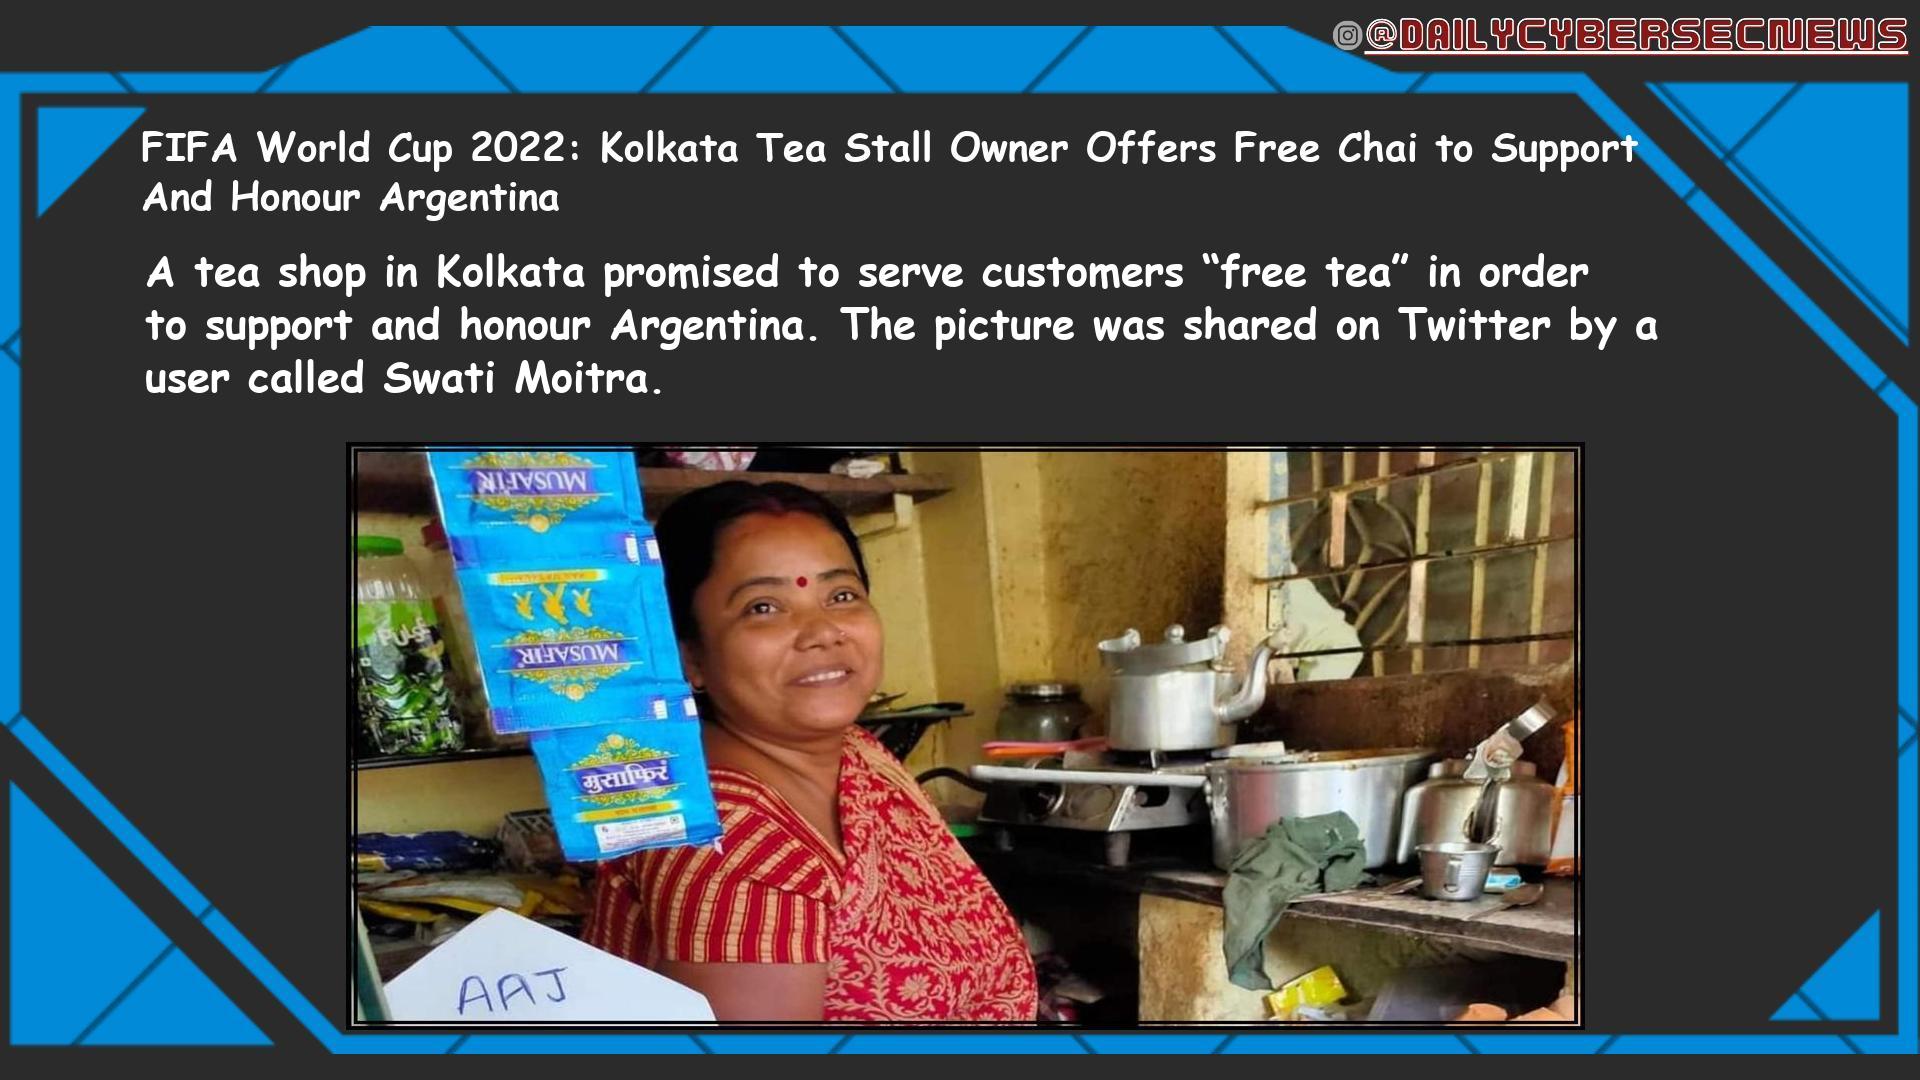 @DAILYCYBERSECNEWS
FIFA World Cup 2022: Kolkata Tea Stall Owner Offers Free Chai to Support
And Honour Argentina
A tea shop in Kolkata promised to serve customers “free tea” in order
to support and honour Argentina. The picture was shared on Twitter by a
user called Swati Moitra.
MUSAFIR
MUSAFIR
मुसाफिर
AAJ